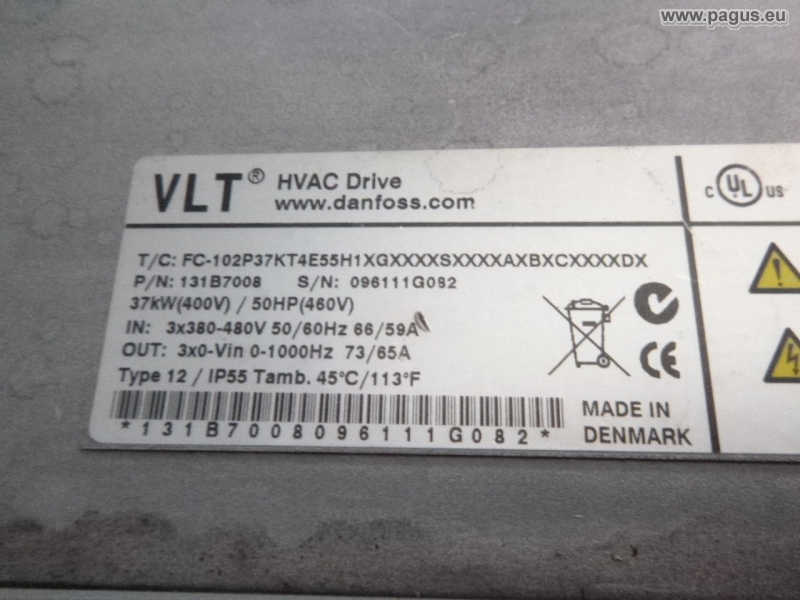 www.pagus.eu
VLT® HVAC Drive
www.danfoss.com
T/C: FC-102P37KT4E55H1XGXXXXSXXXXAXBXCXXXXDX
P/N: 131B7008 S/N: 096111G082
37kW(400V) / 50HP(460V)
IN: 3x380-480V 50/60Hz 66/59A
OUT: 3x0-Vin 0-1000Hz 73/65A
Type 12 / IP55 Tamb. 45°C/113°F
*131B7008096111G082*
MADE IN
DENMARK
C UL US
CE